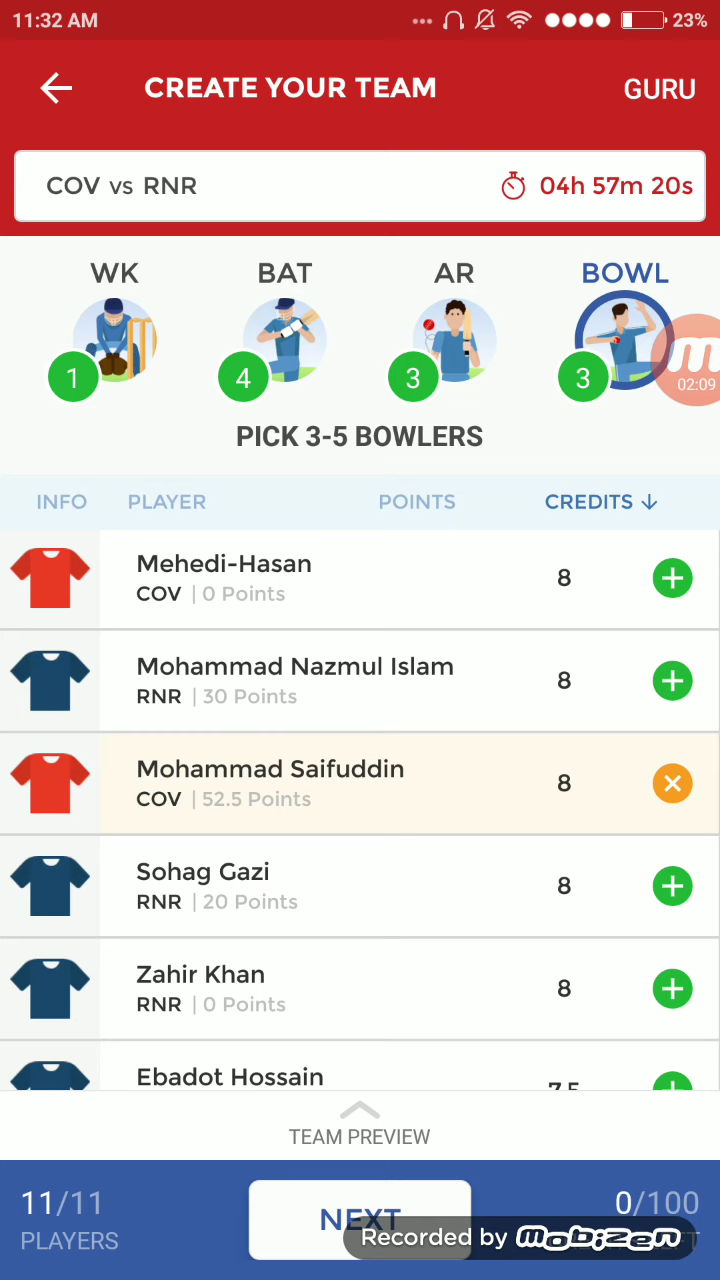 11:32 AM
23%
CREATE YOUR TEAM
GURU
COV vs RNR
04h 57m 20s
WK
BAT
AR
BOWL
1
4
3
3
02:09
PICK 3-5 BOWLERS
INFO
PLAYER
POINTS
CREDITS
Mehedi-Hasan
COV | 0 Points
8
Mohammad Nazmul Islam
RNR | 30 Points
8
Mohammad Saifuddin
COV | 52.5 Points
8
Sohag Gazi
RNR | 20 Points
8
Zahir Khan
RNR | 0 Points
8
Ebadot Hossain
7.5
TEAM PREVIEW
11/11
PLAYERS
NEXT
0/100
Recorded by mobizen